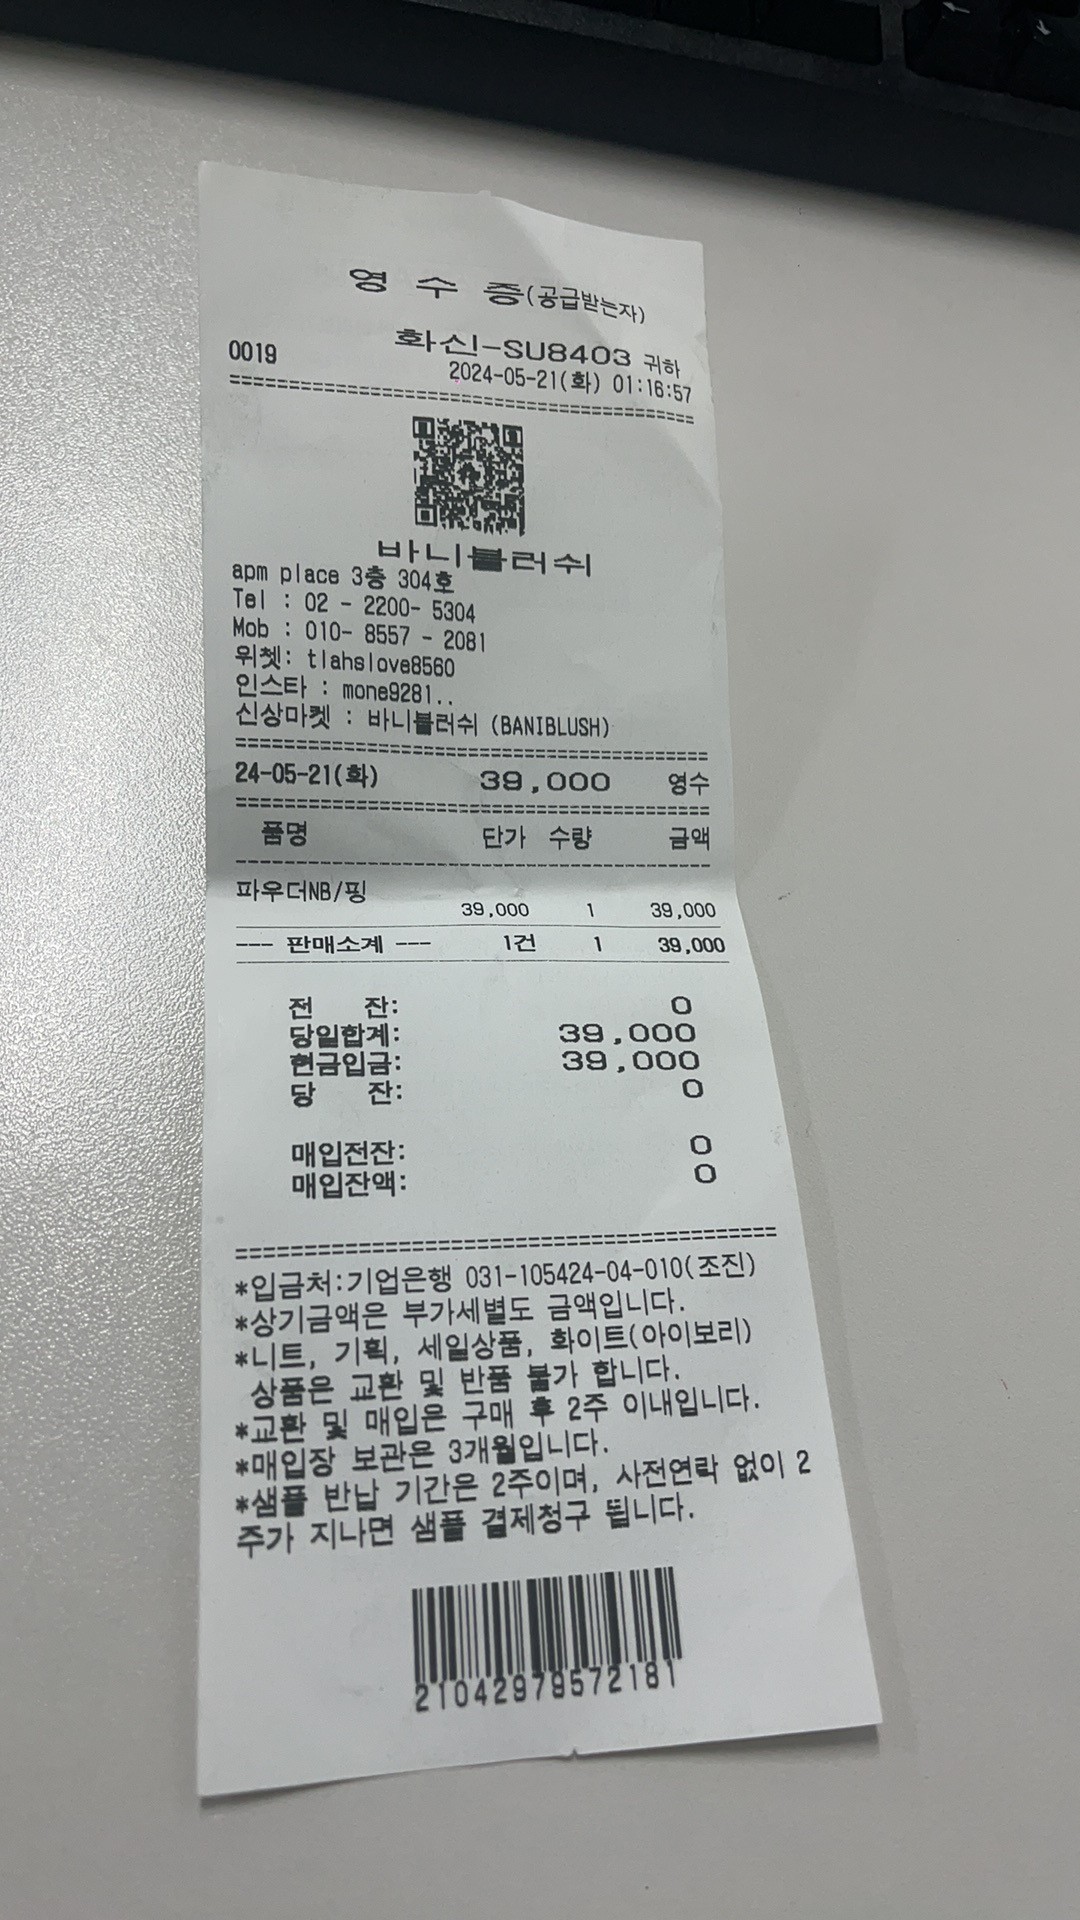 영 수 증(공급받는자)
화신-SU8403 귀하
0019
2024-05-21(화) 01:16:57
==================================================
바니블러쉬
apm place 3층 304호
Tel : 02 - 2200- 5304
Mob : 010- 8557 - 2081
위쳇: tlahslove8560
인스타 : mone9281..
신상마켓 : 바니블러쉬 (BANIBLUSH)
==================================================
24-05-21(화) 39,000 영수
==================================================
품명 단가 수량 금액
--------------------------------------------------
파우더NB/핑
39,000 1 39,000
--- 판매소계 --- 1건 1 39,000
전 잔: 0
당일합계: 39,000
현금입금: 39,000
당 잔: 0
매입전잔: 0
매입잔액: 0
==================================================
*입금처:기업은행 031-105424-04-010(조진)
*상기금액은 부가세별도 금액입니다.
*니트, 기획, 세일상품, 화이트(아이보리)
상품은 교환 및 반품 불가 합니다.
*교환 및 매입은 구매 후 2주 이내입니다.
*매입장 보관은 3개월입니다.
*샘플 반납 기간은 2주이며, 사전연락 없이 2
주가 지나면 샘플 결제청구 됩니다.
21042979572181